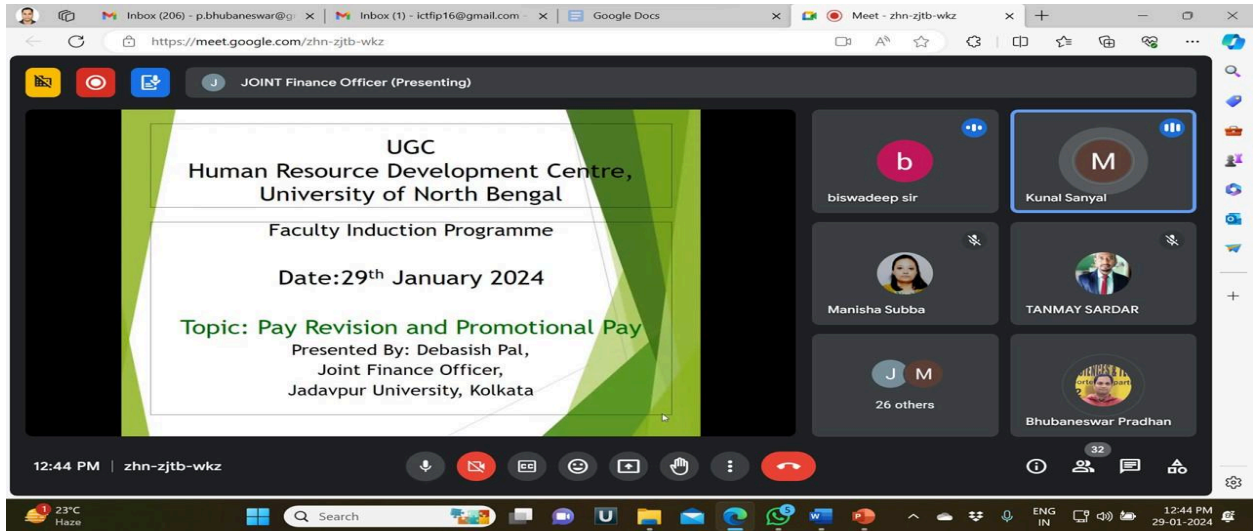 Inbox (206) - p.bhubaneswar@g
Inbox (1) - ictfip16@gmail.com -
Google Docs
Meet - zhn-zjtb-wkz
https://meet.google.com/zhn-zjtb-wkz
J JOINT Finance Officer (Presenting)
UGC
Human Resource Development Centre,
University of North Bengal
Faculty Induction Programme
Date:29th January 2024
Topic: Pay Revision and Promotional Pay
Presented By: Debasish Pal,
Joint Finance Officer,
Jadavpur University, Kolkata
b
biswadeep sir
M
Kunal Sanyal
Manisha Subba
TANMAY SARDAR
J M
26 others
Bhubaneswar Pradhan
12:44 PM | zhn-zjtb-wkz
CC
32
1 23°C
Haze
Search
U
5
W
P
ENG
IN
12:44 PM
29-01-2024